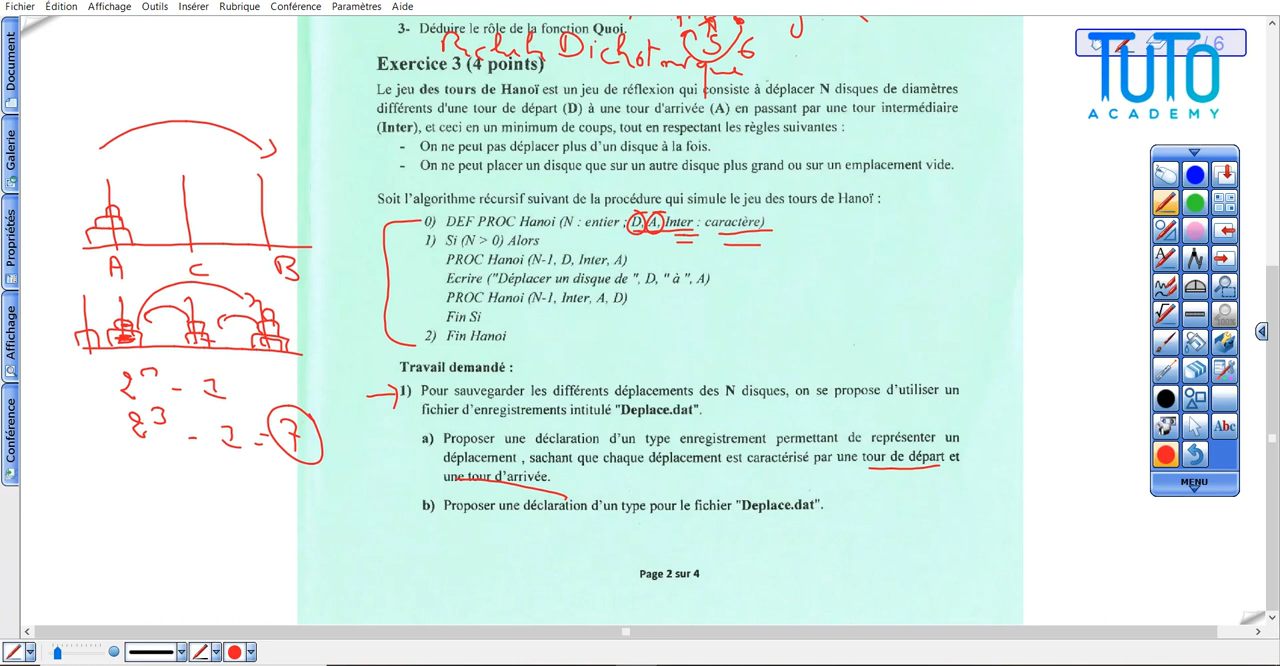 Fichier Édition Affichage Outils Insérer Rubrique Conférence Paramètres Aide
Document
Galerie
Propriétés
Affichage
Conférence
3- Déduire le rôle de la fonction Quoi.
Dichotomique
5 6
Exercice 3 (4 points)
Le jeu des tours de Hanoï est un jeu de réflexion qui consiste à déplacer N disques de diamètres
différents d'une tour de départ (D) à une tour d'arrivée (A) en passant par une tour intermédiaire
(Inter), et ceci en un minimum de coups, tout en respectant les règles suivantes :
- On ne peut pas déplacer plus d'un disque à la fois.
- On ne peut placer un disque que sur un autre disque plus grand ou sur un emplacement vide.
Soit l'algorithme récursif suivant de la procédure qui simule le jeu des tours de Hanoï :
0) DEF PROC Hanoi (N : entier ; D, A, Inter : caractère)
1) Si (N > 0) Alors
PROC Hanoi (N-1, D, Inter, A)
Ecrire ("Déplacer un disque de ", D, " à ", A)
PROC Hanoi (N-1, Inter, A, D)
Fin Si
2) Fin Hanoi
Travail demandé :
1) Pour sauvegarder les différents déplacements des N disques, on se propose d'utiliser un
fichier d'enregistrements intitulé "Deplace.dat".
a) Proposer une déclaration d'un type enregistrement permettant de représenter un
déplacement , sachant que chaque déplacement est caractérisé par une tour de départ et
une tour d'arrivée.
b) Proposer une déclaration d'un type pour le fichier "Deplace.dat".
Page 2 sur 4
A C B
2ⁿ - 1
2³ - 1 = 7
/6
TUTO
ACADEMY
100%
Abc
MENU